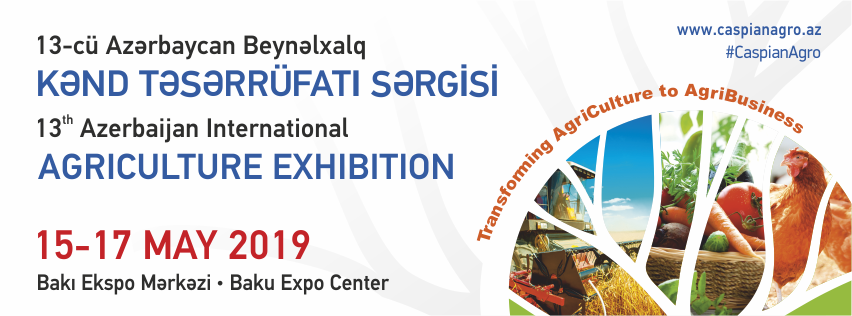 13-cü Azərbaycan Beynəlxalq
KƏND TƏSƏRRÜFATI SƏRGİSİ
13th Azerbaijan International
AGRICULTURE EXHIBITION
15-17 MAY 2019
Bakı Ekspo Mərkəzi • Baku Expo Center
www.caspianagro.az
#CaspianAgro
Transforming AgriCulture to AgriBusiness